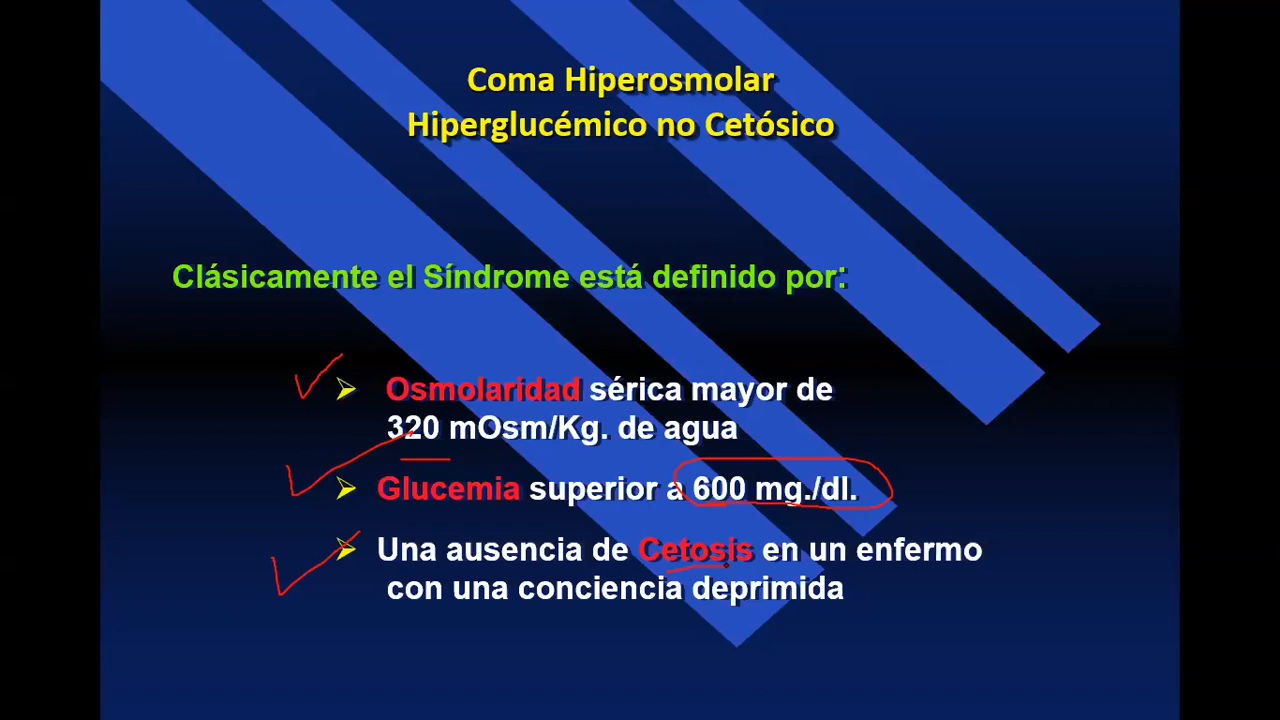 Coma Hiperosmolar
Hiperglucémico no Cetósico
Clásicamente el Síndrome está definido por:
Osmolaridad sérica mayor de
320 mOsm/Kg. de agua
Glucemia superior a 600 mg./dl.
Una ausencia de Cetosis en un enfermo
con una conciencia deprimida